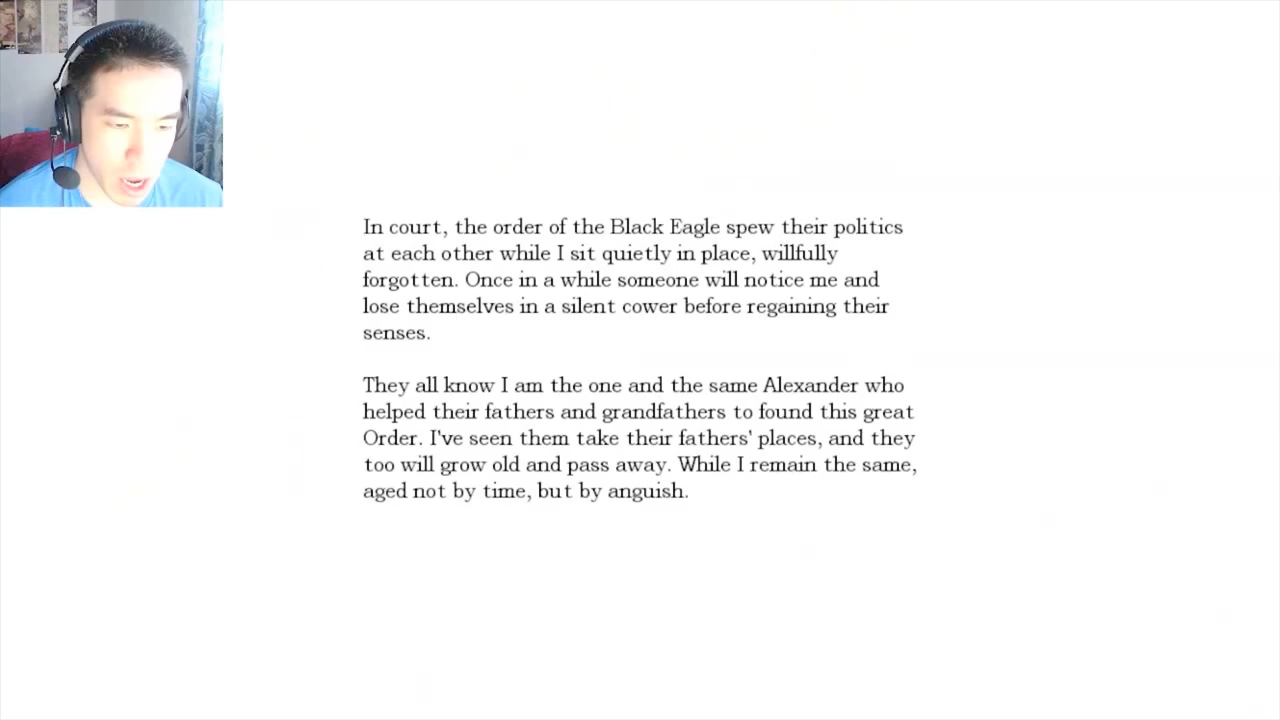 In court, the order of the Black Eagle spew their politics
at each other while I sit quietly in place, willfully
forgotten. Once in a while someone will notice me and
lose themselves in a silent cower before regaining their
senses.
They all know I am the one and the same Alexander who
helped their fathers and grandfathers to found this great
Order. I've seen them take their fathers' places, and they
too will grow old and pass away. While I remain the same,
aged not by time, but by anguish.